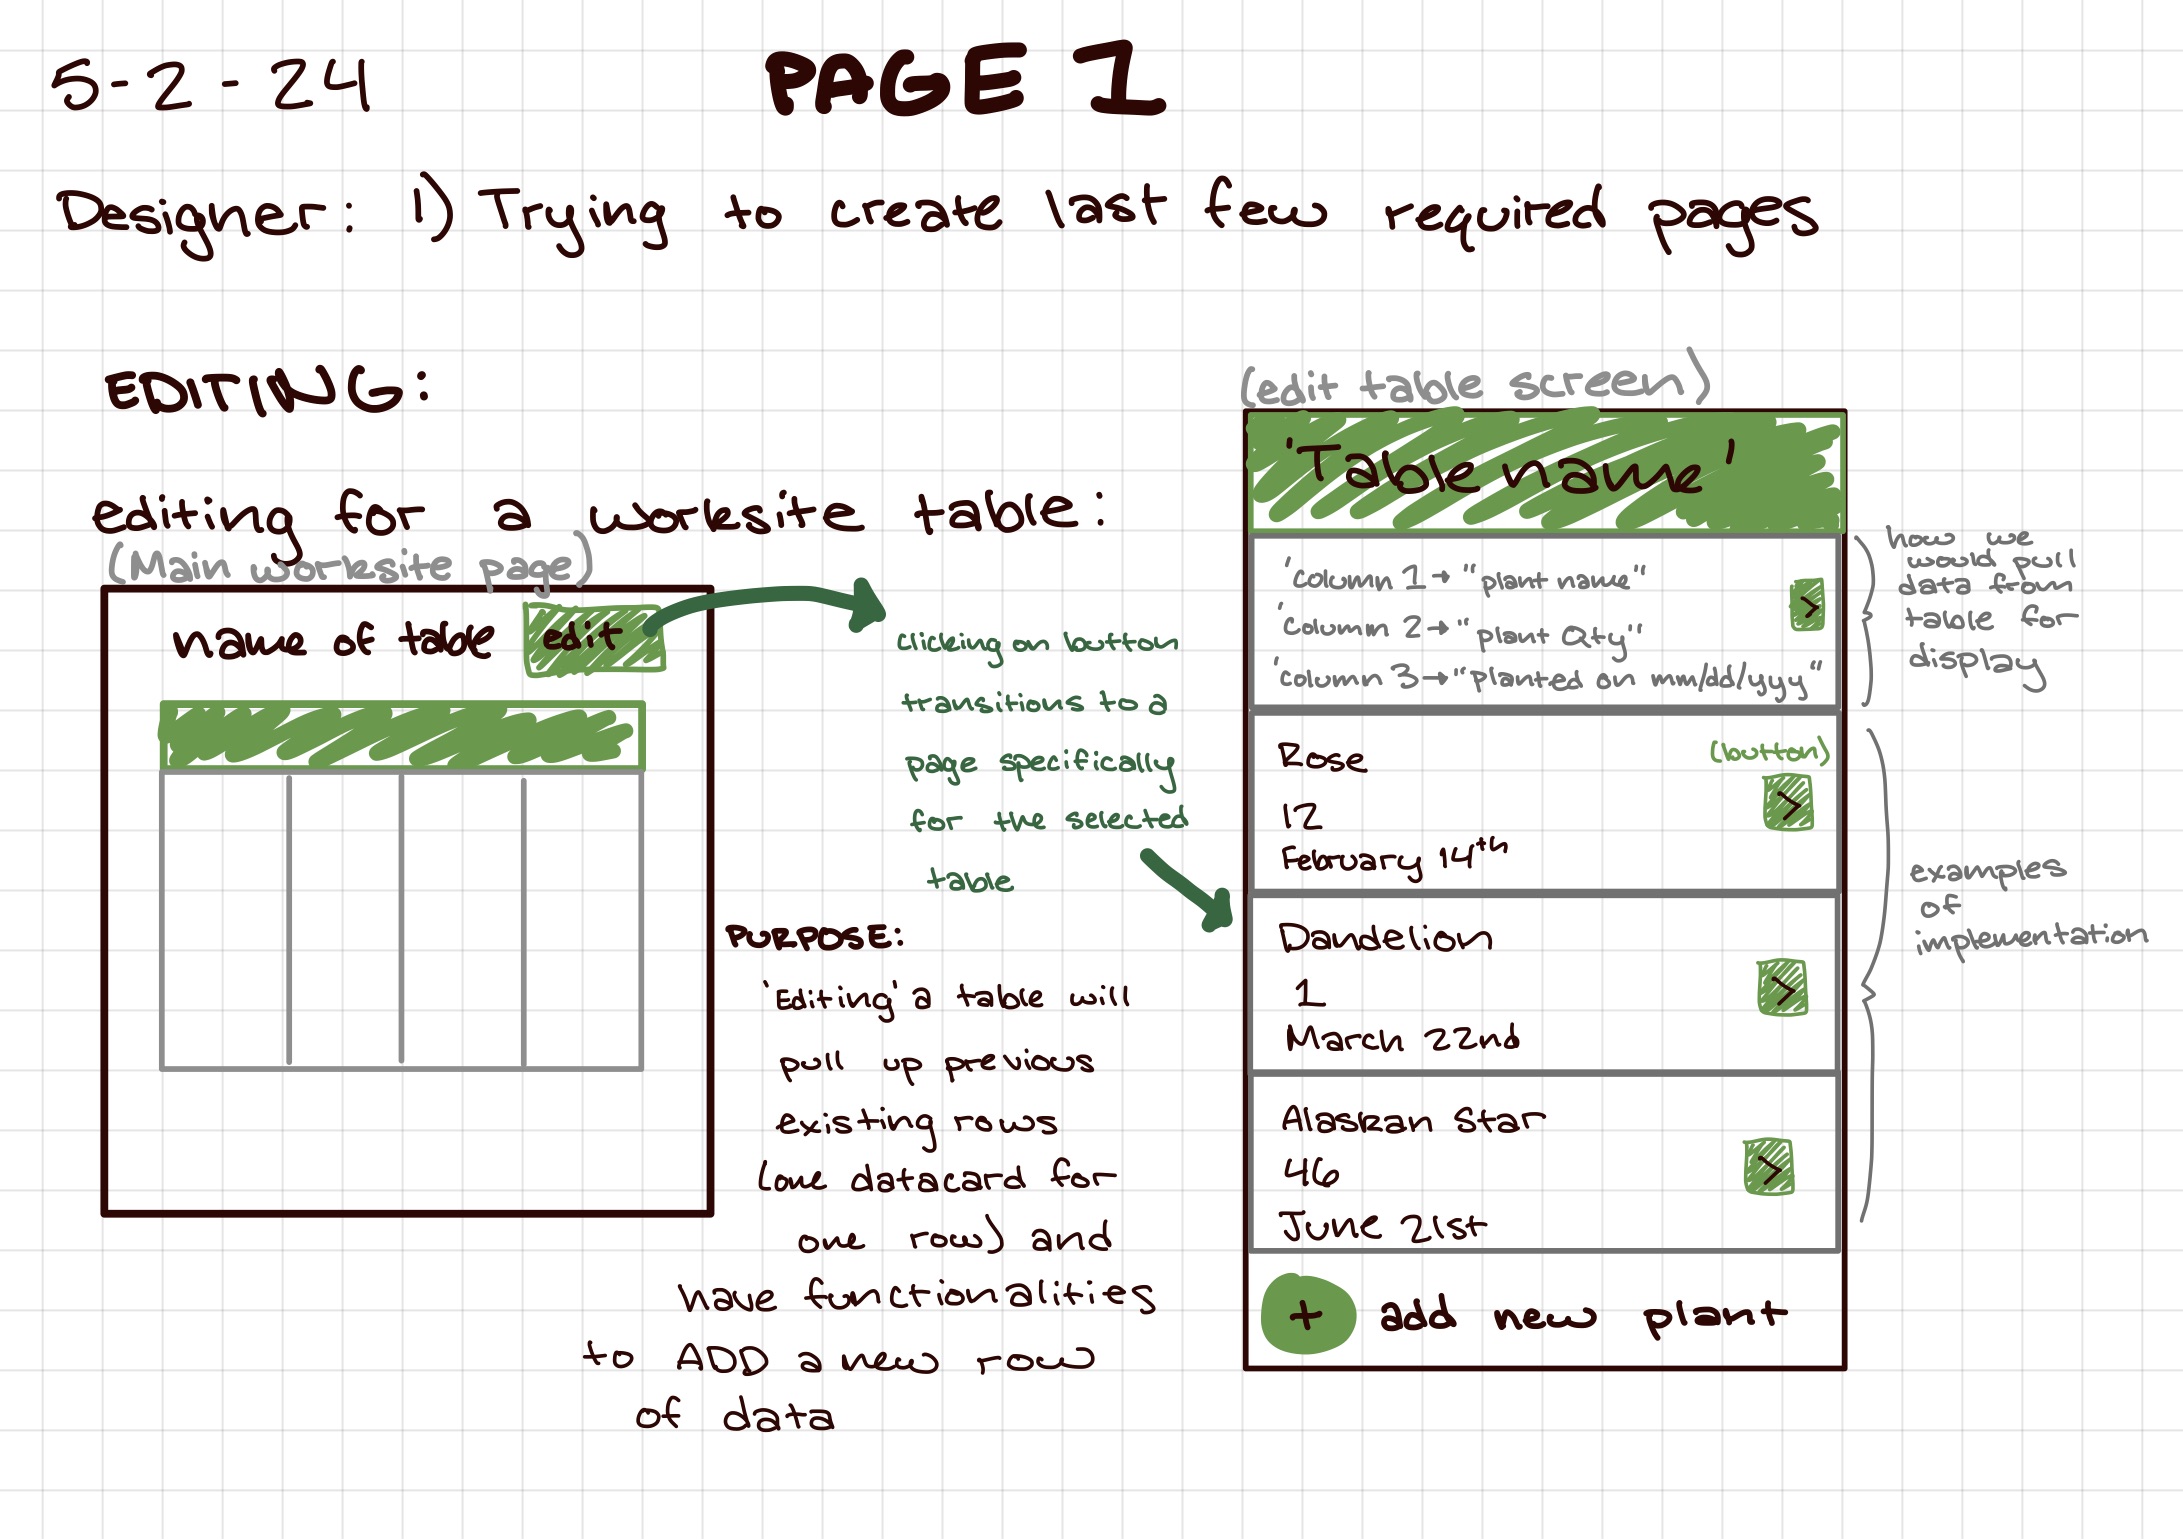 5-2-24
PAGE 1
Designer: 1) Trying to create last few required pages
EDITING:
editing for a worksite table:
(Main worksite page)
name of table
edit
clicking on button
transitions to a
page specifically
for the selected
table
PURPOSE:
'Editing' a table will
pull up previous
existing rows
(one datacard for
one row) and
have functionalities
to ADD a new row
of data
(edit table screen)
'Table name'
'column 1→ "plant name"
>
'column 2→ "plant Qty"
'column 3→ "Planted on mm/dd/yyy"
how we
would pull
data from
table for
display
Rose
(button)
12
>
February 14th
Dandelion
1
>
March 22nd
Alaskan Star
46
>
June 21st
examples
of
implementation
+ add new plant